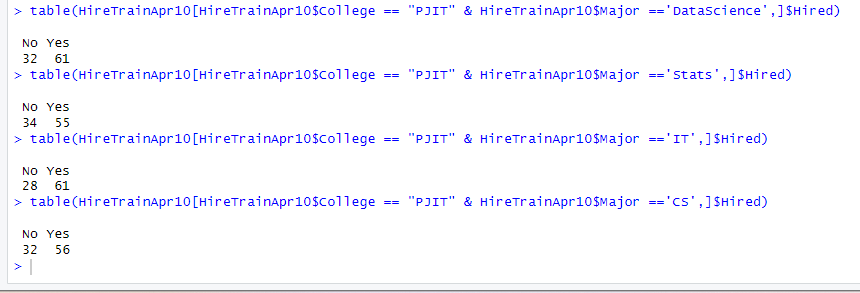 > table(HireTrainApr10[HireTrainApr10$College == "PJIT" & HireTrainApr10$Major =='DataScience',]$Hired)
No Yes
32 61
> table(HireTrainApr10[HireTrainApr10$College == "PJIT" & HireTrainApr10$Major =='Stats',]$Hired)
No Yes
34 55
> table(HireTrainApr10[HireTrainApr10$College == "PJIT" & HireTrainApr10$Major =='IT',]$Hired)
No Yes
28 61
> table(HireTrainApr10[HireTrainApr10$College == "PJIT" & HireTrainApr10$Major =='CS',]$Hired)
No Yes
32 56
>